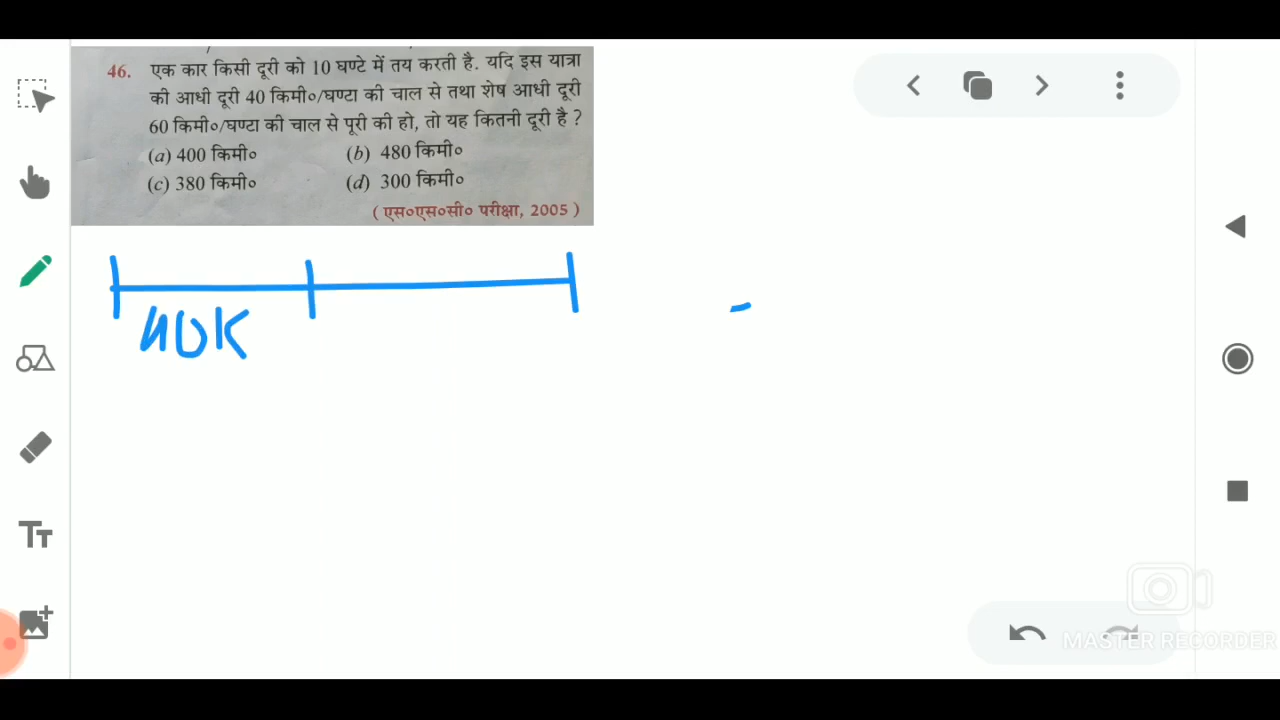 46. एक कार किसी दूरी को 10 घण्टे में तय करती है. यदि इस यात्रा
की आधी दूरी 40 किमी०/घण्टा की चाल से तथा शेष आधी दूरी
60 किमी०/घण्टा की चाल से पूरी की हो, तो यह कितनी दूरी है ?
(a) 400 किमी० (b) 480 किमी०
(c) 380 किमी० (d) 300 किमी०
( एस०एस०सी० परीक्षा, 2005 )
40K
TT
MASTER RECORDER